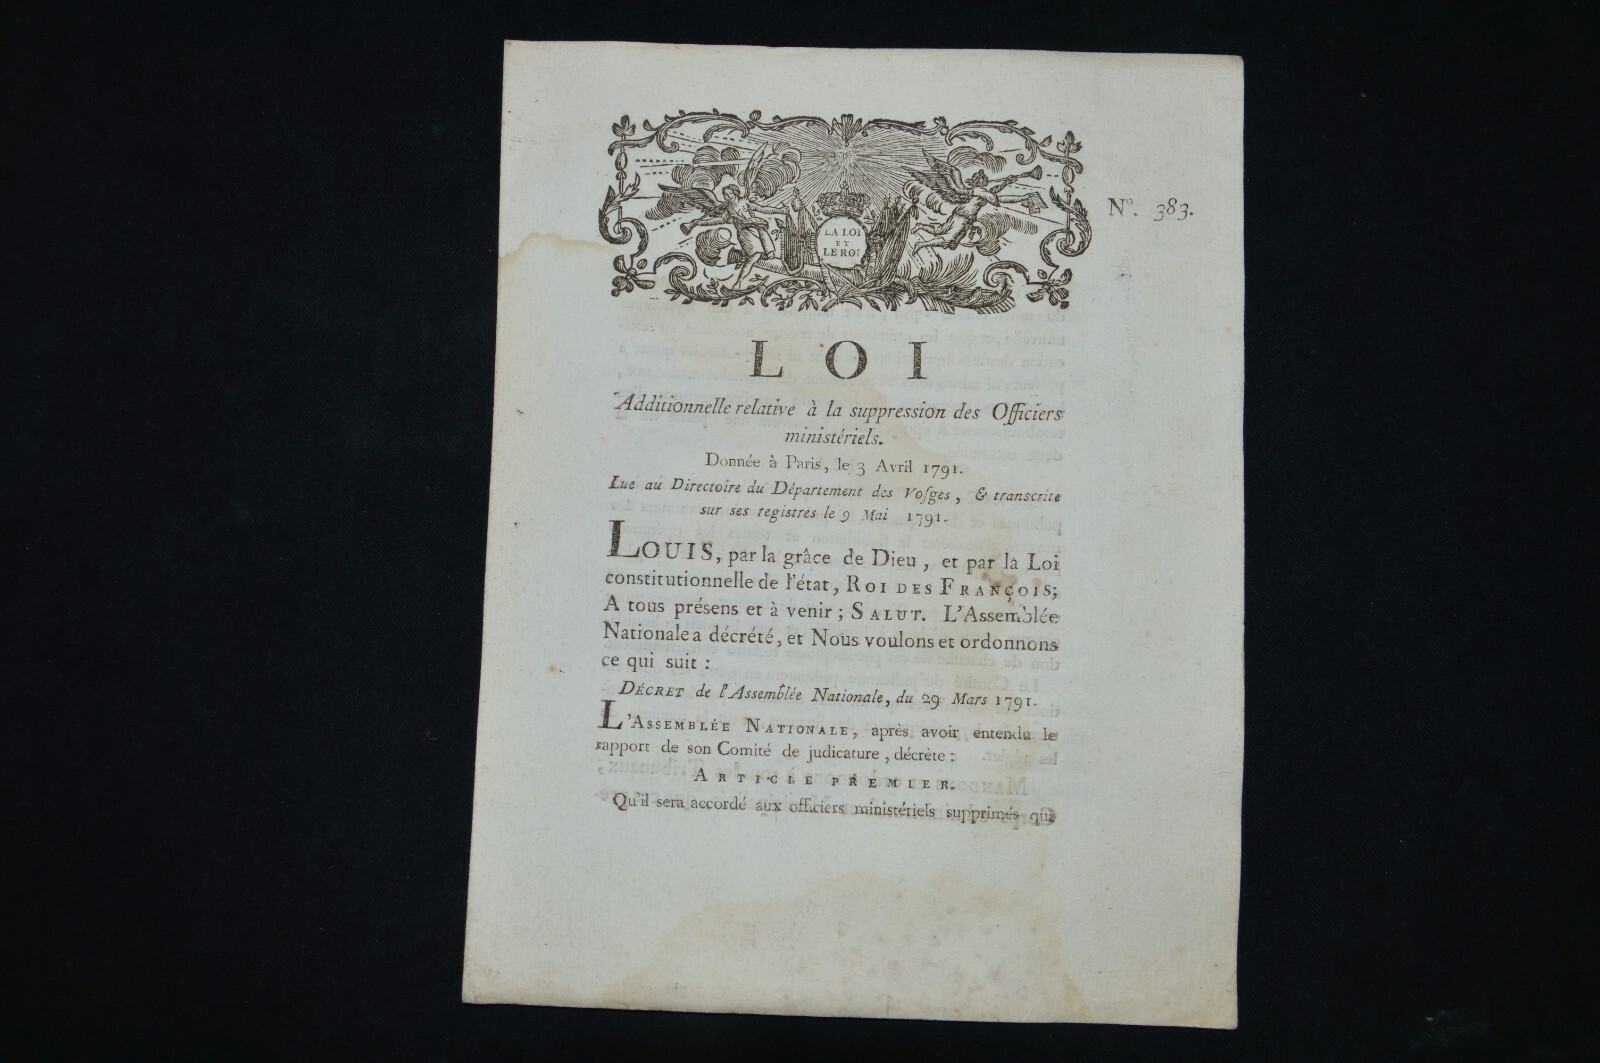 LA LOI
ET
LE ROI
N°. 383.
LOI
Additionnelle relative à la suppression des Officiers
ministériels.
Donnée à Paris, le 3 Avril 1791.
Lue au Directoire du Département des Vosges, & transcrite
sur ses registres le 9 Mai 1791.
LOUIS, par la grâce de Dieu, et par la Loi
constitutionnelle de l'état, ROI DES FRANÇOIS;
A tous présens et à venir; SALUT. L'Assemblée
Nationale a décrété, et Nous voulons et ordonnons
ce qui suit :
DÉCRET de l'Assemblée Nationale, du 29 Mars 1791.
L'ASSEMBLÉE NATIONALE, après avoir entendu le
rapport de son Comité de judicature, décrète :
ARTICLE PREMIER.
Qu'il sera accordé aux officiers ministériels supprimés qui